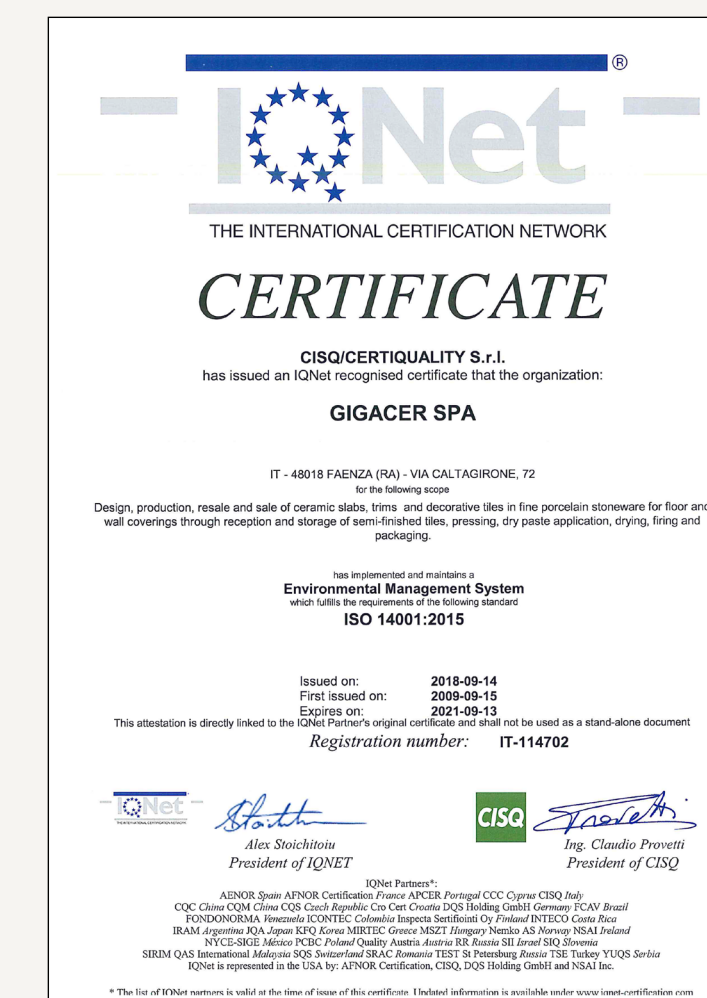 IQNet ®
THE INTERNATIONAL CERTIFICATION NETWORK
CERTIFICATE
CISQ/CERTIQUALITY S.r.l.
has issued an IQNet recognised certificate that the organization:
GIGACER SPA
IT - 48018 FAENZA (RA) - VIA CALTAGIRONE, 72
for the following scope
Design, production, resale and sale of ceramic slabs, trims and decorative tiles in fine porcelain stoneware for floor and
wall coverings through reception and storage of semi-finished tiles, pressing, dry paste application, drying, firing and
packaging.
has implemented and maintains a
Environmental Management System
which fulfills the requirements of the following standard
ISO 14001:2015
Issued on: 2018-09-14
First issued on: 2009-09-15
Expires on: 2021-09-13
This attestation is directly linked to the IQNet Partner's original certificate and shall not be used as a stand-alone document
Registration number: IT-114702
IQNet
THE INTERNATIONAL CERTIFICATION NETWORK
CISQ
Alex Stoichitoiu
President of IQNET
Ing. Claudio Provetti
President of CISQ
IQNet Partners*:
AENOR Spain AFNOR Certification France APCER Portugal CCC Cyprus CISQ Italy
CQC China CQM China CQS Czech Republic Cro Cert Croatia DQS Holding GmbH Germany FCAV Brazil
FONDONORMA Venezuela ICONTEC Colombia Inspecta Sertifiointi Oy Finland INTECO Costa Rica
IRAM Argentina JQA Japan KFQ Korea MIRTEC Greece MSZT Hungary Nemko AS Norway NSAI Ireland
NYCE-SIGE México PCBC Poland Quality Austria Austria RR Russia SII Israel SIQ Slovenia
SIRIM QAS International Malaysia SQS Switzerland SRAC Romania TEST St Petersburg Russia TSE Turkey YUQS Serbia
IQNet is represented in the USA by: AFNOR Certification, CISQ, DQS Holding GmbH and NSAI Inc.
* The list of IQNet partners is valid at the time of issue of this certificate. Updated information is available under www.iqnet-certification.com